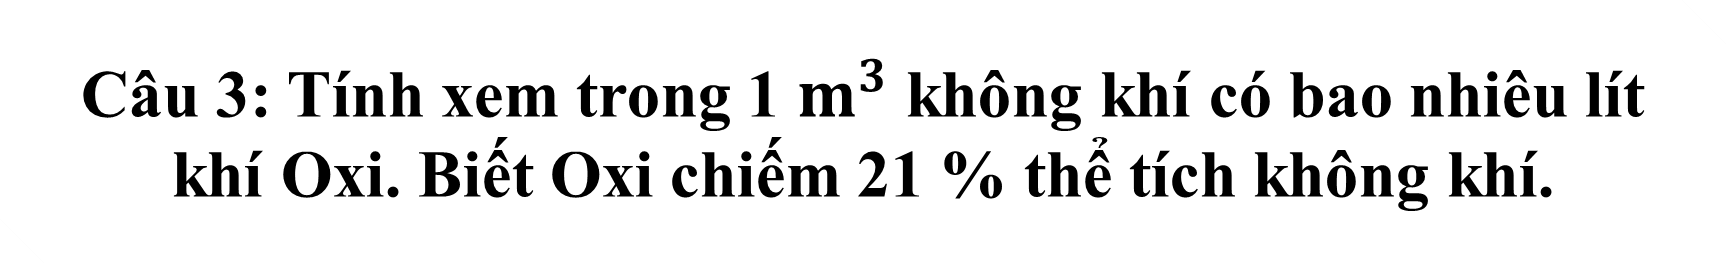 Câu 3: Tính xem trong 1 m³ không khí có bao nhiêu lít
khí Oxi. Biết Oxi chiếm 21 % thể tích không khí.